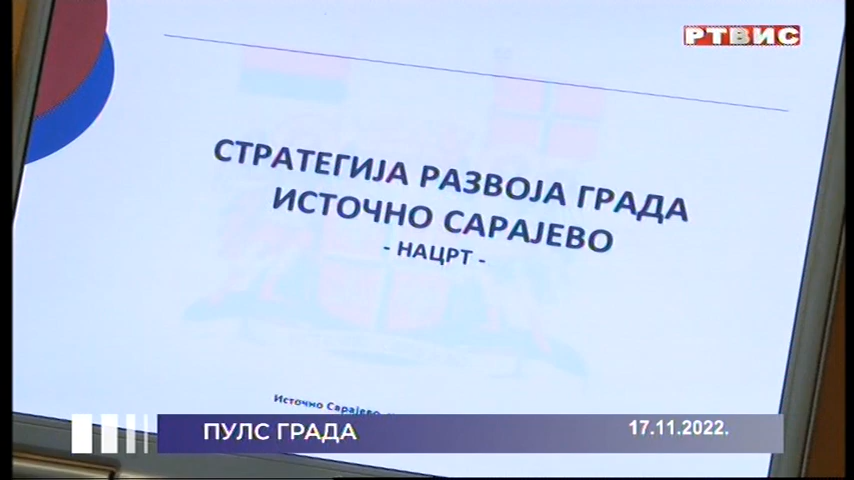 РТВИС
СТРАТЕГИЈА РАЗВОЈА ГРАДА
ИСТОЧНО САРАЈЕВО
- НАЦРТ -
Источно Сарајево
ПУЛС ГРАДА
17.11.2022.